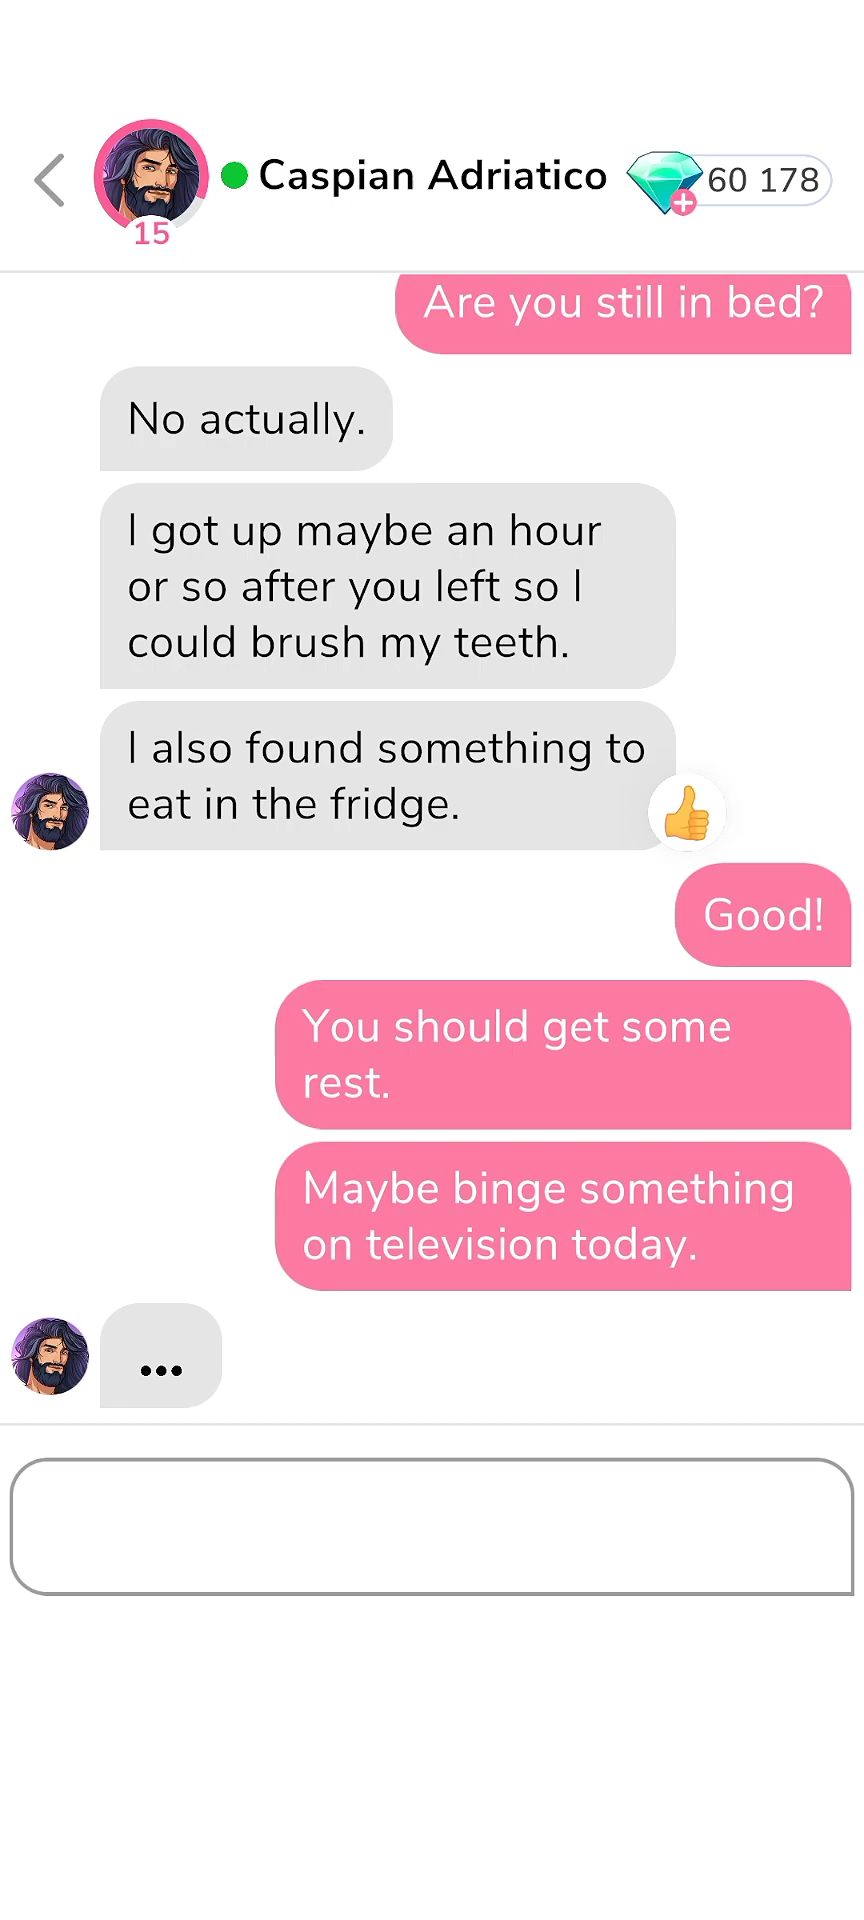 Caspian Adriatico
60 178
15
Are you still in bed?
No actually.
I got up maybe an hour
or so after you left so I
could brush my teeth.
I also found something to
eat in the fridge.
Good!
You should get some
rest.
Maybe binge something
on television today.
...